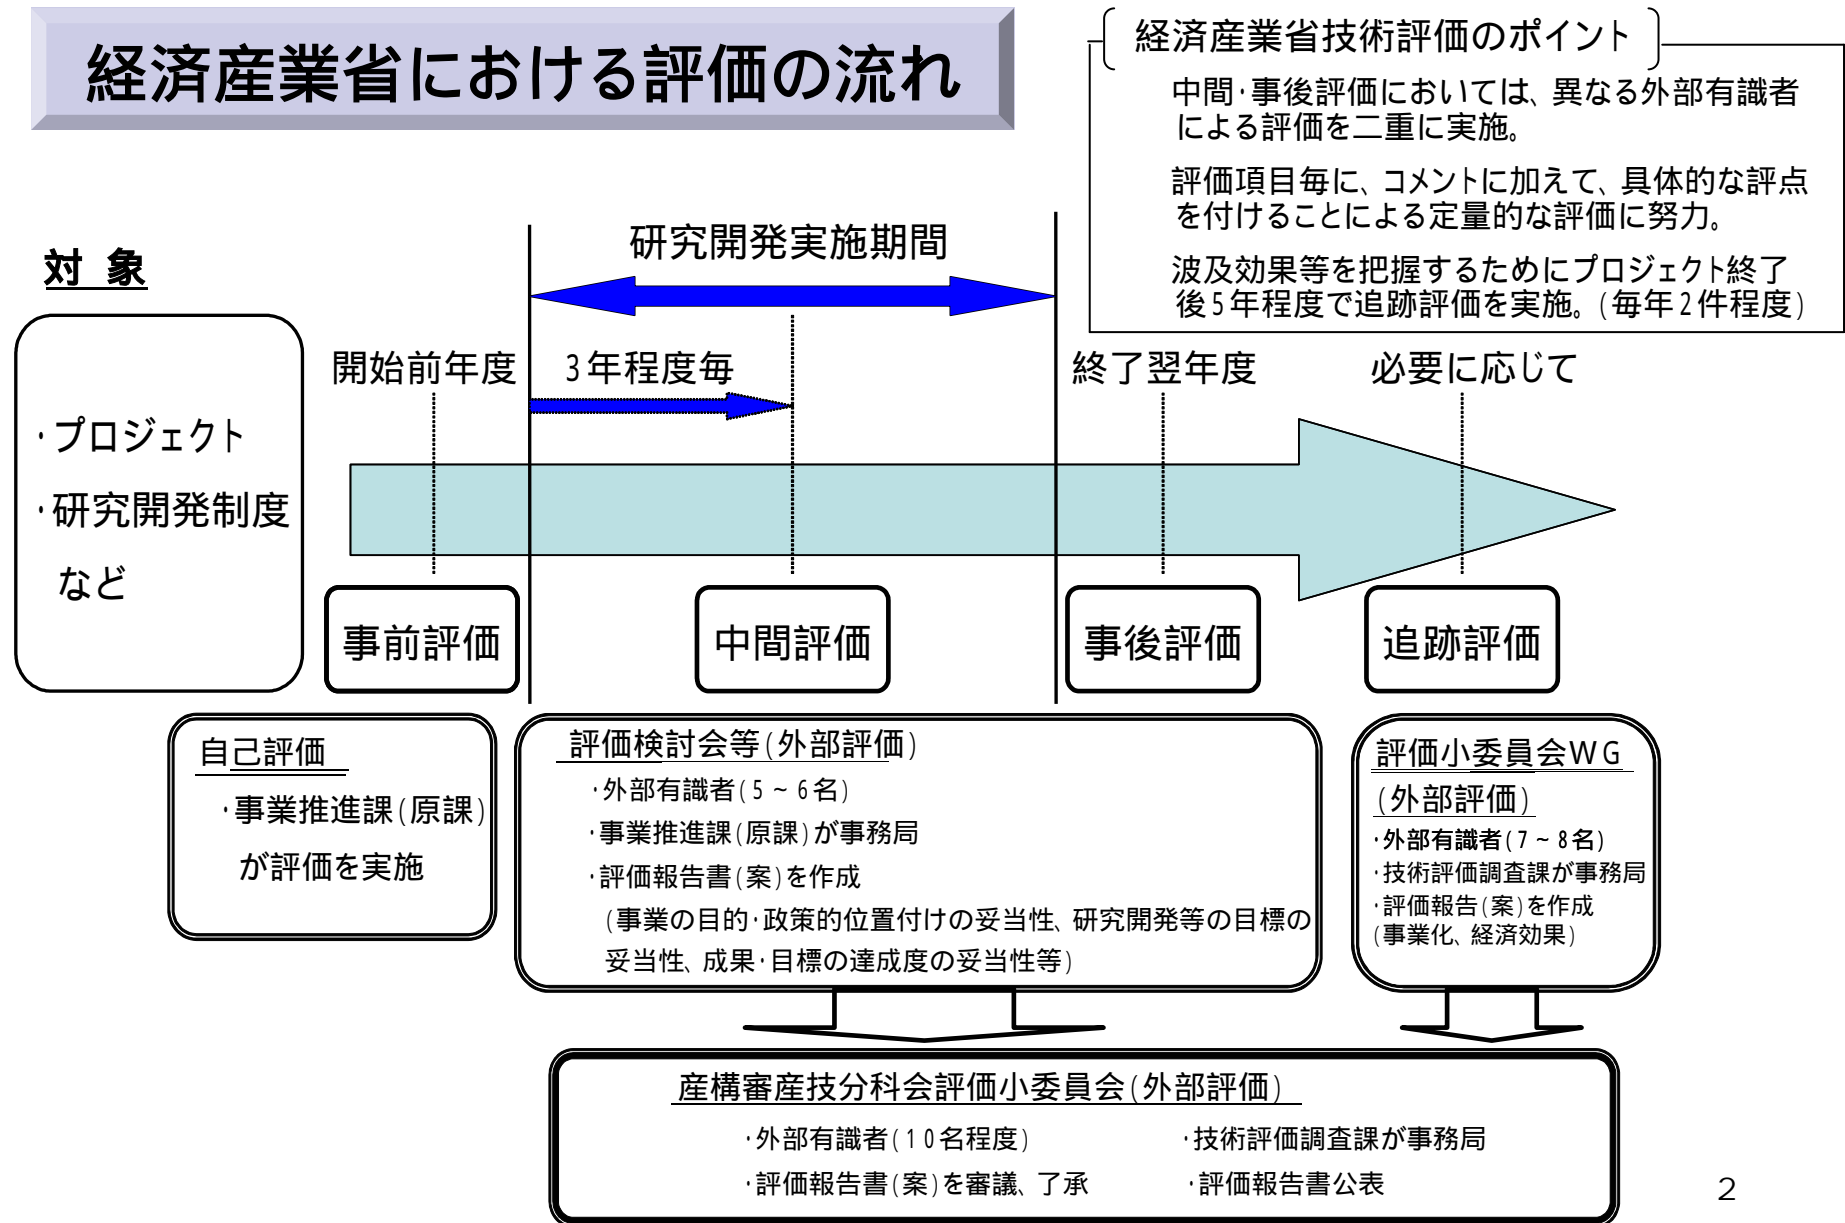 経済産業省における評価の流れ
経済産業省技術評価のポイント
中間・事後評価においては、異なる外部有識者
による評価を二重に実施。
評価項目毎に、コメントに加えて、具体的な評点
を付けることによる定量的な評価に努力。
波及効果等を把握するためにプロジェクト終了
後5年程度で追跡評価を実施。(毎年2件程度)
対 象
・プロジェクト
・研究開発制度
など
研究開発実施期間
開始前年度
3年程度毎
終了翌年度
必要に応じて
事前評価
中間評価
事後評価
追跡評価
自己評価
・事業推進課(原課)
が評価を実施
評価検討会等(外部評価)
・外部有識者(5~6名)
・事業推進課(原課)が事務局
・評価報告書(案)を作成
(事業の目的・政策的位置付けの妥当性、研究開発等の目標の
妥当性、成果・目標の達成度の妥当性等)
評価小委員会WG
(外部評価)
・外部有識者(7~8名)
・技術評価調査課が事務局
・評価報告(案)を作成
(事業化、経済効果)
産構審産技分科会評価小委員会(外部評価)
・外部有識者(10名程度)
・技術評価調査課が事務局
・評価報告書(案)を審議、了承
・評価報告書公表
2